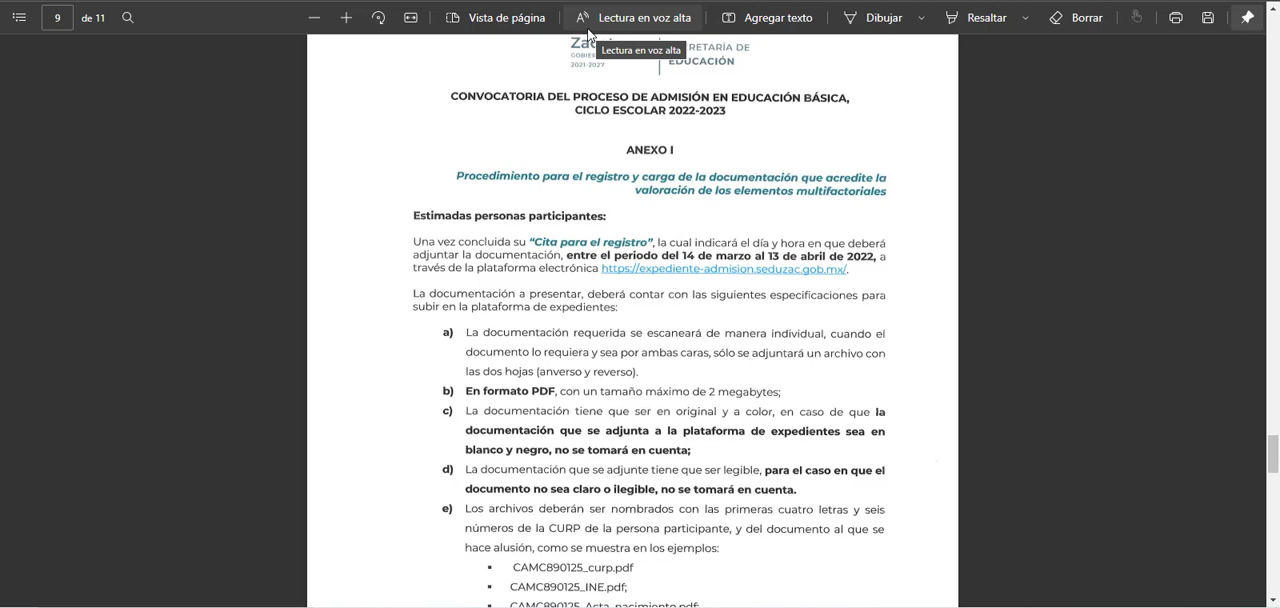 9 de 11 Vista de página Lectura en voz alta Agregar texto Dibujar Resaltar Borrar
Lectura en voz alta
EDUCACIÓN
2021-2027
CONVOCATORIA DEL PROCESO DE ADMISIÓN EN EDUCACIÓN BÁSICA,
CICLO ESCOLAR 2022-2023
ANEXO I
Procedimiento para el registro y carga de la documentación que acredite la
valoración de los elementos multifactoriales
Estimadas personas participantes:
Una vez concluida su “Cita para el registro”, la cual indicará el día y hora en que deberá
adjuntar la documentación, entre el periodo del 14 de marzo al 13 de abril de 2022, a
través de la plataforma electrónica https://expediente-admision.seduzac.gob.mx/.
La documentación a presentar, deberá contar con las siguientes especificaciones para
subir en la plataforma de expedientes:
a) La documentación requerida se escaneará de manera individual, cuando el
documento lo requiera y sea por ambas caras, sólo se adjuntará un archivo con
las dos hojas (anverso y reverso).
b) En formato PDF, con un tamaño máximo de 2 megabytes;
c) La documentación tiene que ser en original y a color, en caso de que la
documentación que se adjunta a la plataforma de expedientes sea en
blanco y negro, no se tomará en cuenta;
d) La documentación que se adjunte tiene que ser legible, para el caso en que el
documento no sea claro o ilegible, no se tomará en cuenta.
e) Los archivos deberán ser nombrados con las primeras cuatro letras y seis
números de la CURP de la persona participante, y del documento al que se
hace alusión, como se muestra en los ejemplos:
▪ CAMC890125_curp.pdf
▪ CAMC890125_INE.pdf;
▪ CAMC890125_Acta_nacimiento.pdf;